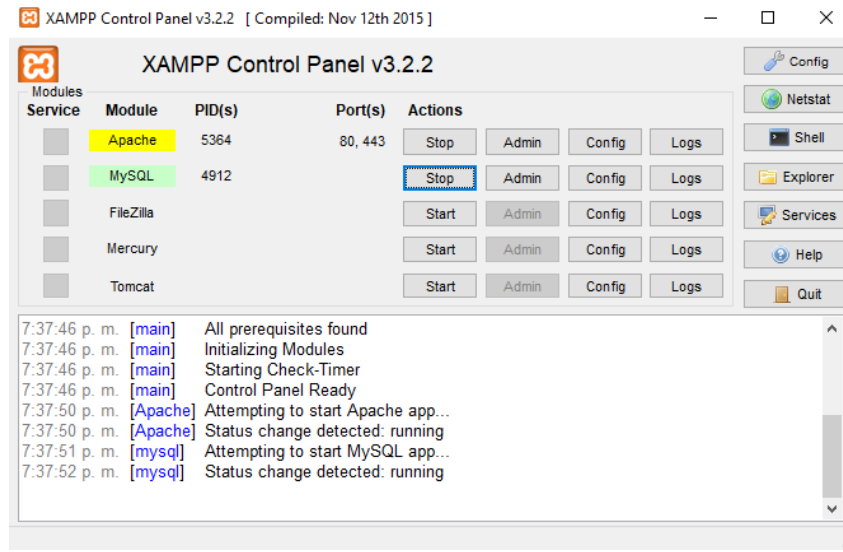 XAMPP Control Panel v3.2.2 [ Compiled: Nov 12th 2015 ]
XAMPP Control Panel v3.2.2
Config
Modules
Service Module PID(s) Port(s) Actions
Netstat
Apache 5364 80, 443 Stop Admin Config Logs
Shell
MySQL 4912 Stop Admin Config Logs
Explorer
FileZilla Start Admin Config Logs
Services
Mercury Start Admin Config Logs
Help
Tomcat Start Admin Config Logs
Quit
7:37:46 p. m. [main] All prerequisites found
7:37:46 p. m. [main] Initializing Modules
7:37:46 p. m. [main] Starting Check-Timer
7:37:46 p. m. [main] Control Panel Ready
7:37:50 p. m. [Apache] Attempting to start Apache app...
7:37:50 p. m. [Apache] Status change detected: running
7:37:51 p. m. [mysql] Attempting to start MySQL app...
7:37:52 p. m. [mysql] Status change detected: running